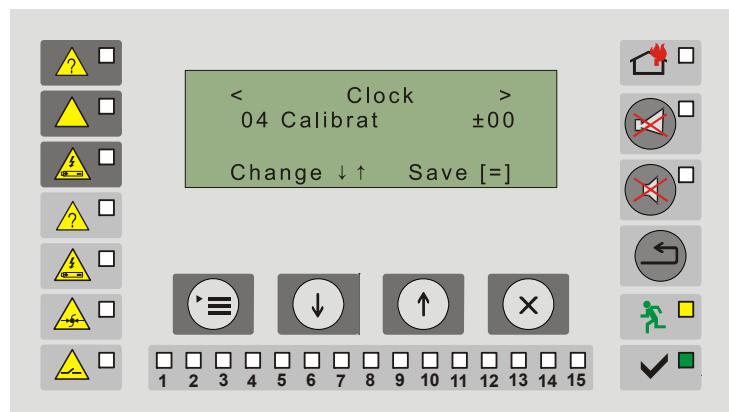 ?
< Clock >
04 Calibrat ±00
Change ↓↑ Save [=]
?
1 2 3 4 5 6 7 8 9 10 11 12 13 14 15